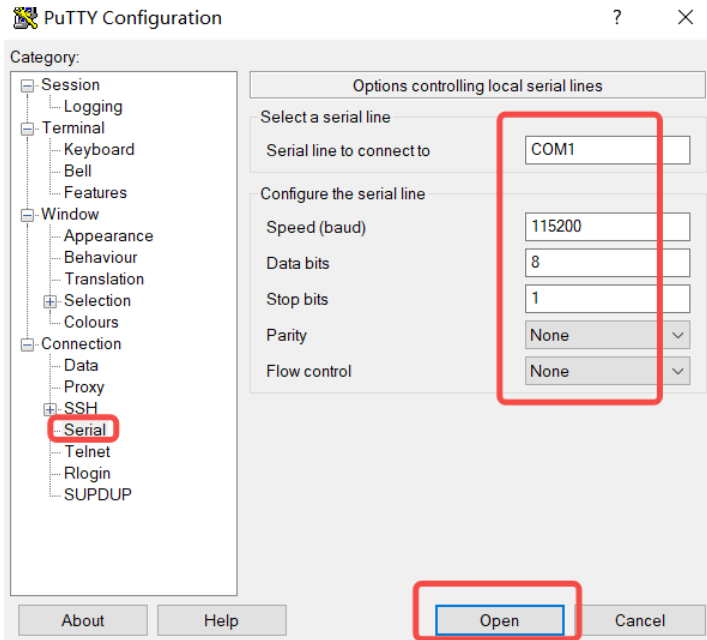 PuTTY Configuration
?
Category:
Session
Logging
Terminal
Keyboard
Bell
Features
Window
Appearance
Behaviour
Translation
Selection
Colours
Connection
Data
Proxy
SSH
Serial
Telnet
Rlogin
SUPDUP
Options controlling local serial lines
Select a serial line
Serial line to connect to COM1
Configure the serial line
Speed (baud) 115200
Data bits 8
Stop bits 1
Parity None
Flow control None
About Help Open Cancel